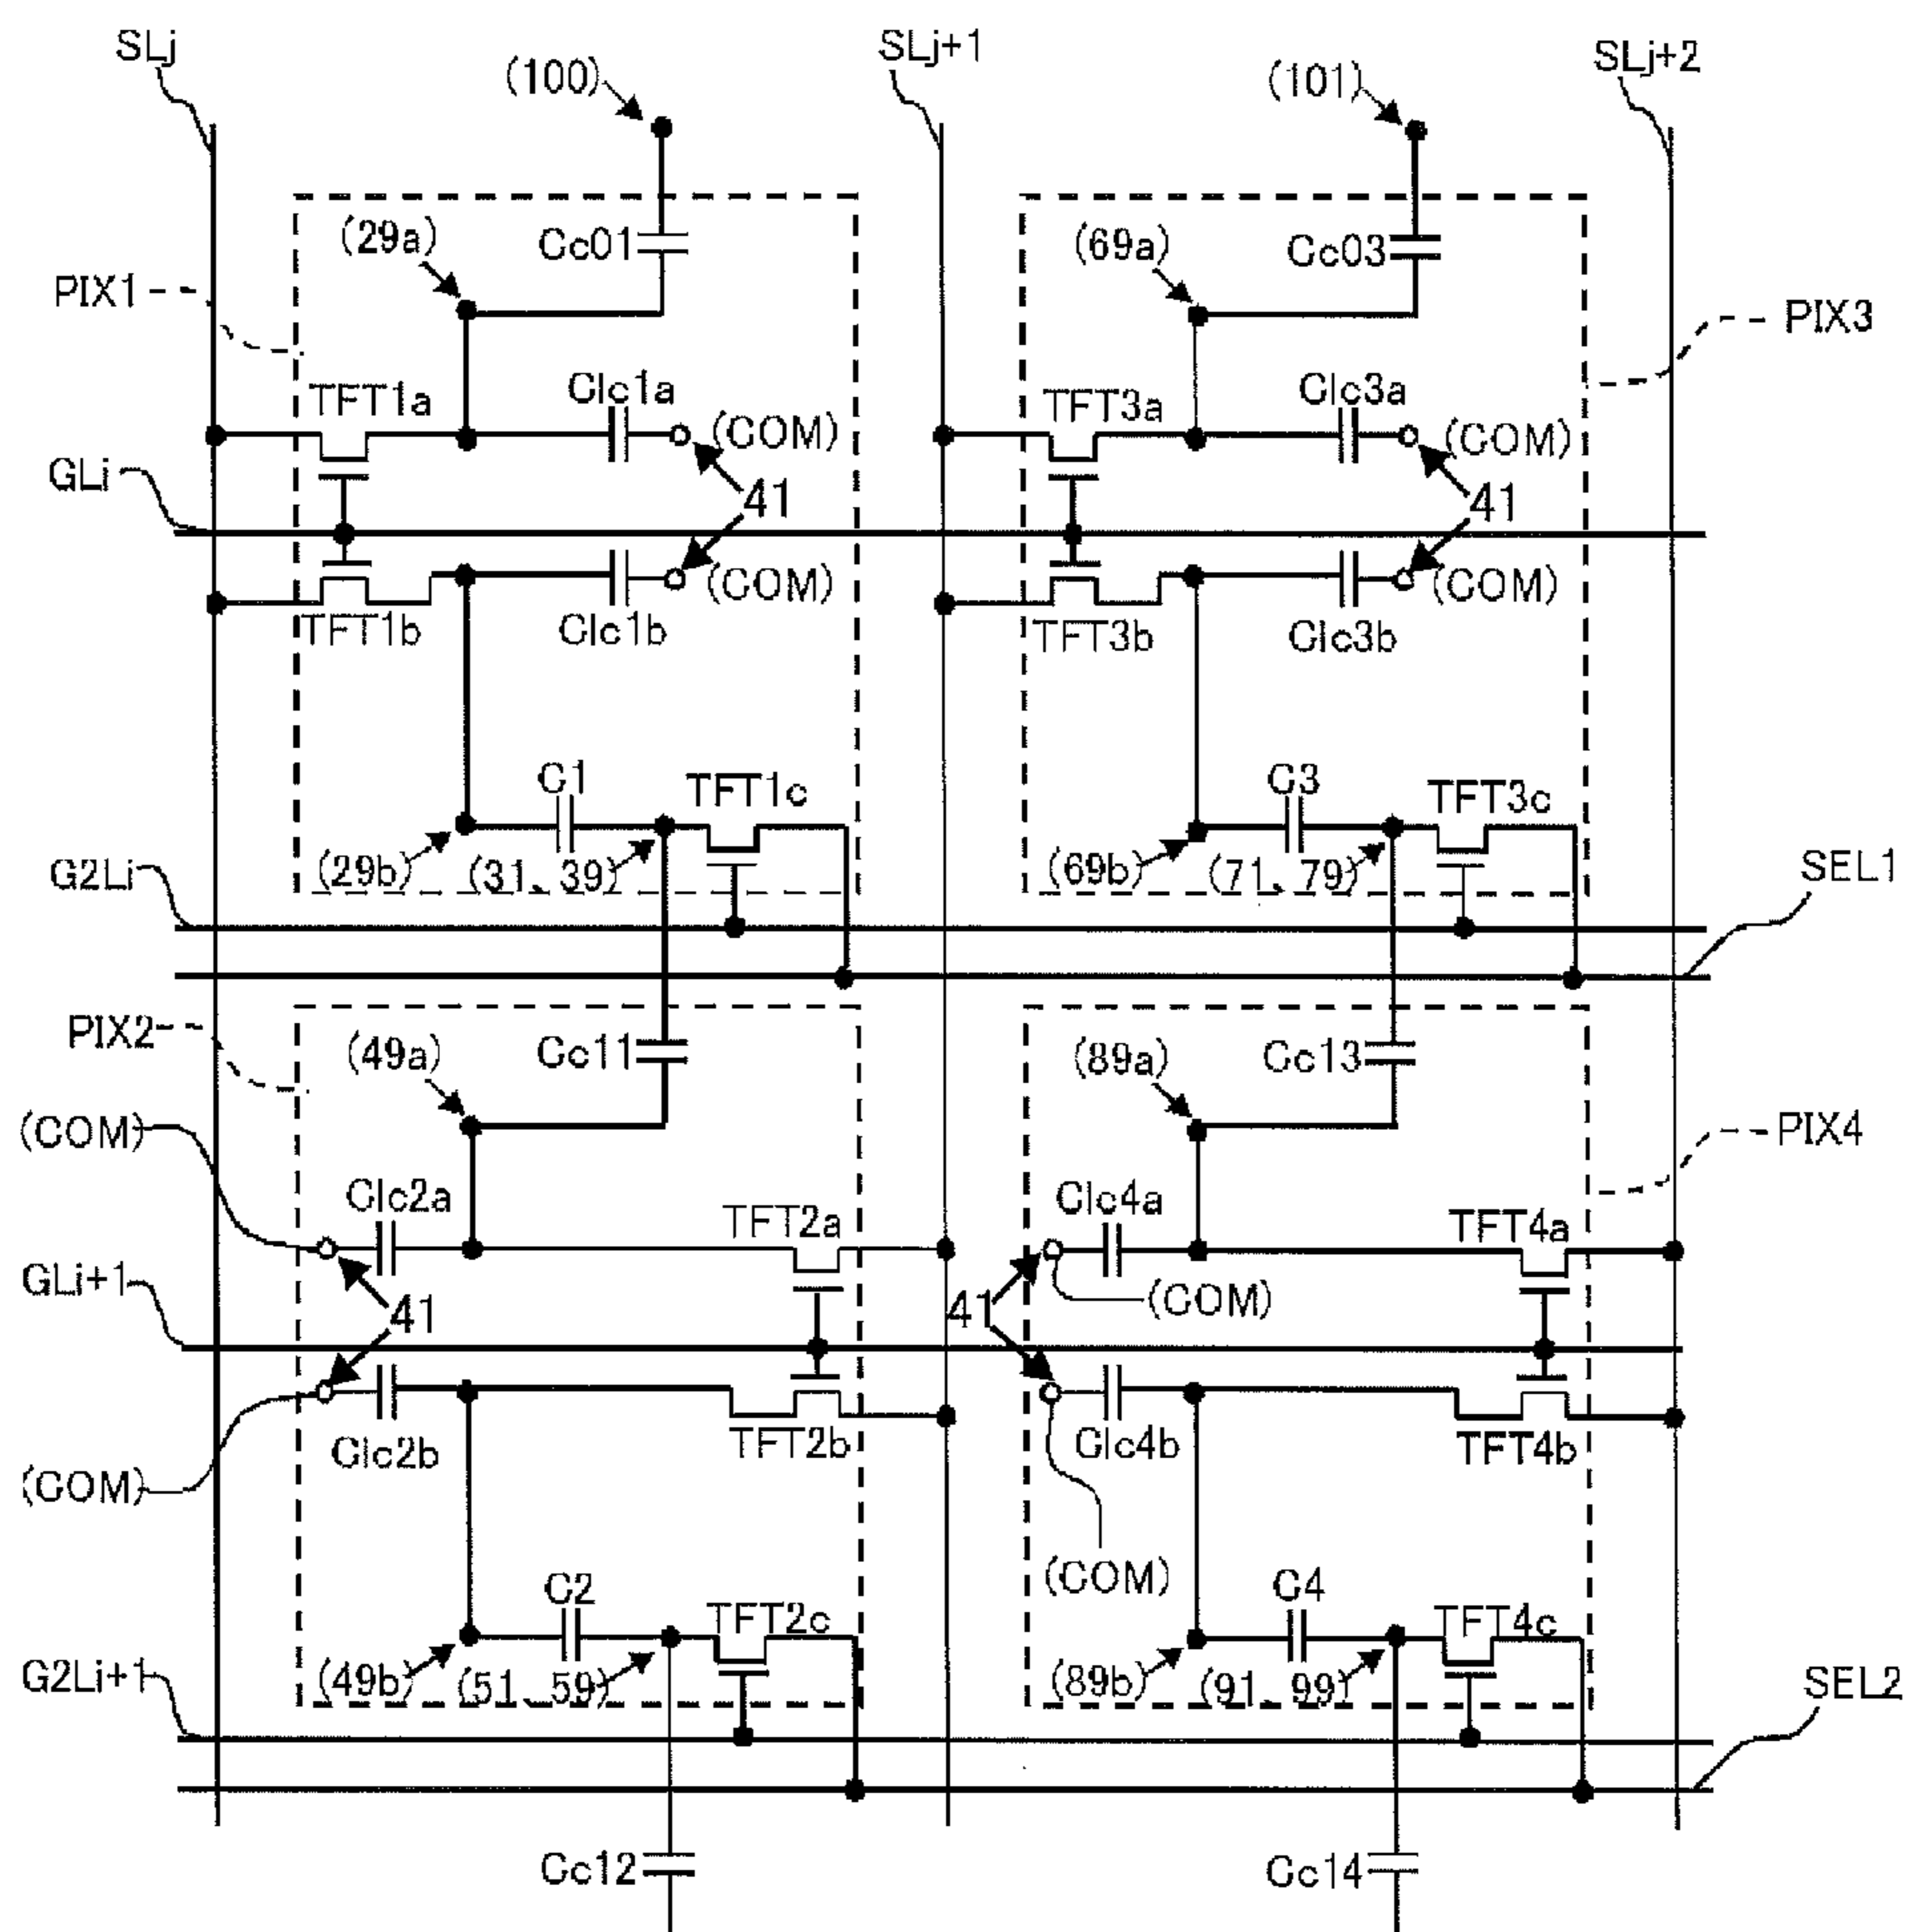 SLj
(100)
SLj+1
(101)
SLj+2
(29a)
Cc01
(69a)
Cc03
PIX1
PIX3
TFT1a
Clc1a
(COM)
TFT3a
Clc3a
(COM)
GLi
41
41
(COM)
(COM)
TFT1b
Clc1b
TFT3b
Clc3b
C1
TFT1c
C3
TFT3c
G2Li
(29b)
(31、39)
(69b)
(71、79)
SEL1
PIX2
(49a)
Cc11
(89a)
Cc13
PIX4
(COM)
Clc2a
TFT2a
Clc4a
TFT4a
GLi+1
41
41
(COM)
Clc2b
TFT2b
Clc4b
TFT4b
(COM)
(COM)
C2
TFT2c
C4
TFT4c
G2Li+1
(49b)
(51、59)
(89b)
(91、99)
SEL2
Cc12
Cc14